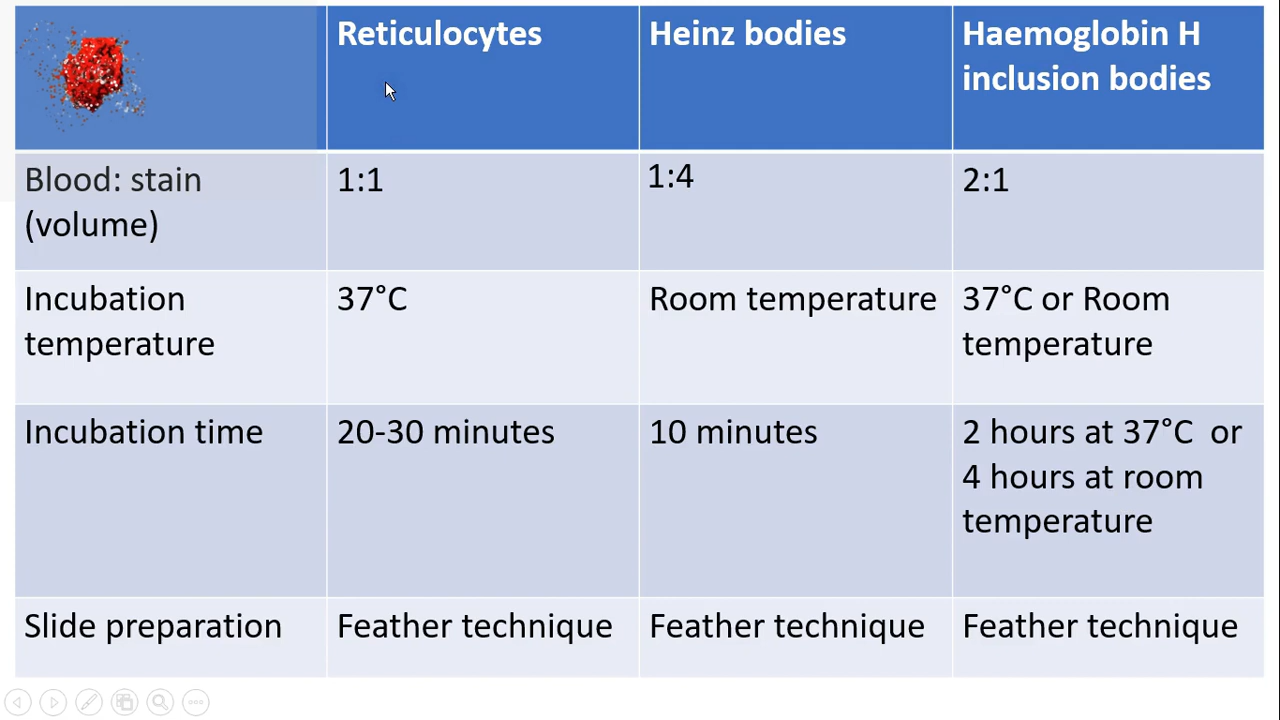 Reticulocytes
Heinz bodies
Haemoglobin H
inclusion bodies
Blood: stain
(volume)
1:1
1:4
2:1
Incubation
temperature
37°C
Room temperature
37°C or Room
temperature
Incubation time
20-30 minutes
10 minutes
2 hours at 37°C or
4 hours at room
temperature
Slide preparation
Feather technique
Feather technique
Feather technique